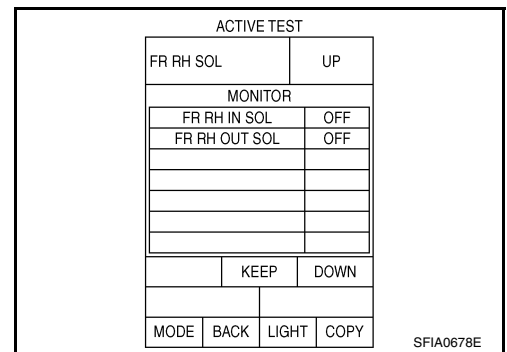 ACTIVE TEST
FR RH SOL UP
MONITOR
FR RH IN SOL OFF
FR RH OUT SOL OFF
KEEP DOWN
MODE BACK LIGHT COPY
SFIA0678E